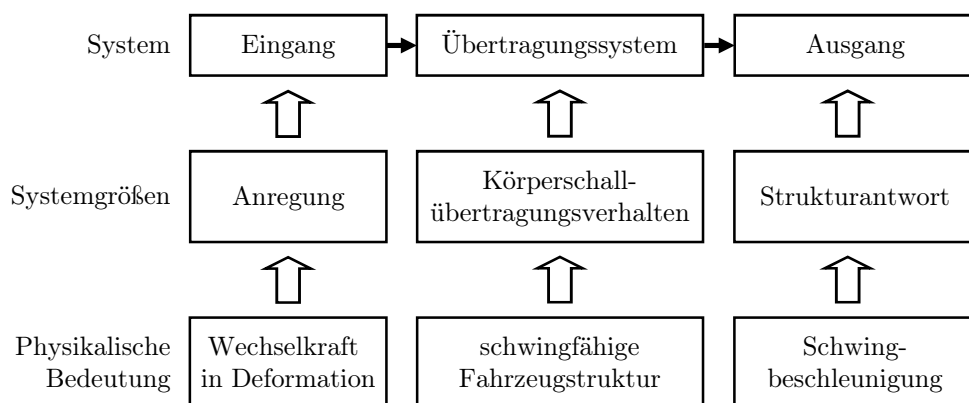 System
Eingang
Übertragungssystem
Ausgang
Systemgrößen
Anregung
Körperschall-
übertragungsverhalten
Strukturantwort
Physikalische
Bedeutung
Wechselkraft
in Deformation
schwingfähige
Fahrzeugstruktur
Schwing-
beschleunigung